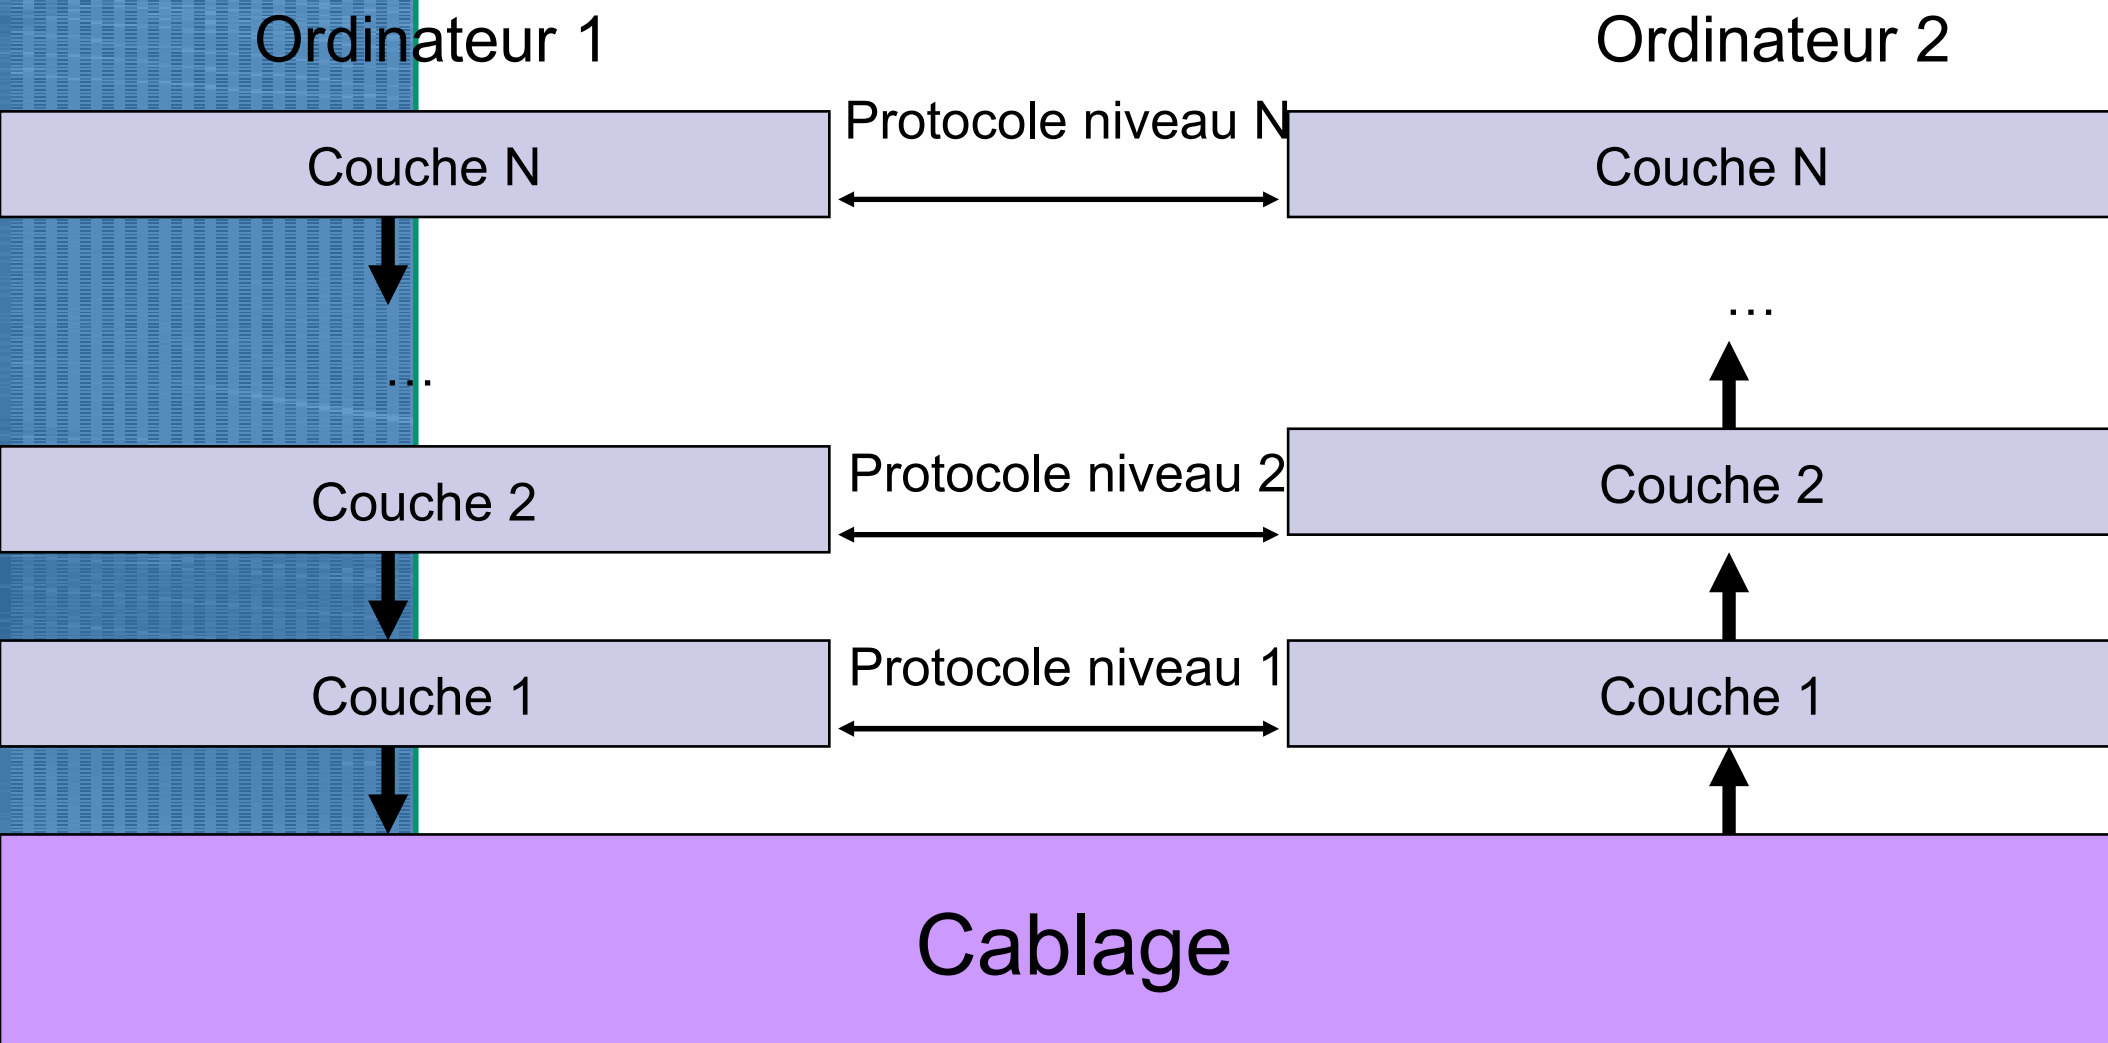 Ordinateur 1
Ordinateur 2
Protocole niveau N
Couche N
Couche N
…
…
Protocole niveau 2
Couche 2
Couche 2
Protocole niveau 1
Couche 1
Couche 1
Cablage